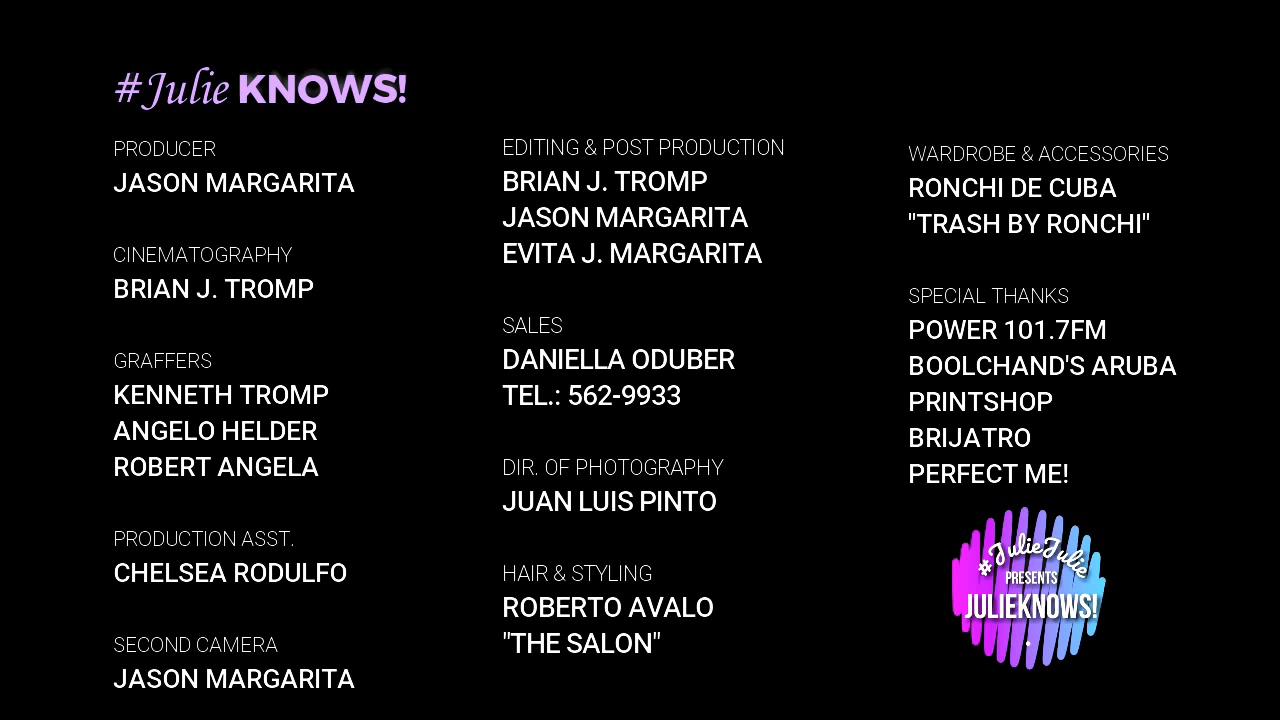 #Julie KNOWS!
PRODUCER
JASON MARGARITA
CINEMATOGRAPHY
BRIAN J. TROMP
GRAFFERS
KENNETH TROMP
ANGELO HELDER
ROBERT ANGELA
PRODUCTION ASST.
CHELSEA RODULFO
SECOND CAMERA
JASON MARGARITA
EDITING & POST PRODUCTION
BRIAN J. TROMP
JASON MARGARITA
EVITA J. MARGARITA
SALES
DANIELLA ODUBER
TEL.: 562-9933
DIR. OF PHOTOGRAPHY
JUAN LUIS PINTO
HAIR & STYLING
ROBERTO AVALO
"THE SALON"
WARDROBE & ACCESSORIES
RONCHI DE CUBA
"TRASH BY RONCHI"
SPECIAL THANKS
POWER 101.7FM
BOOLCHAND'S ARUBA
PRINTSHOP
BRIJATRO
PERFECT ME!
#JulieJulie
PRESENTS
JULIEKNOWS!